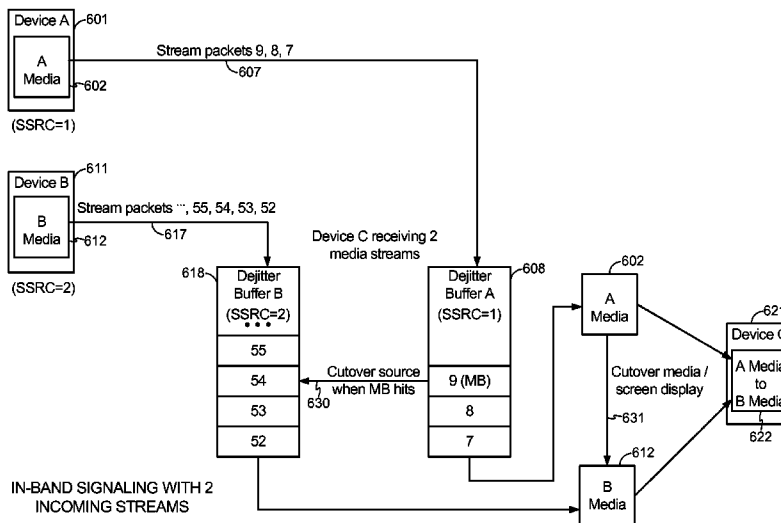 Device A
601
A
Media
602
(SSRC=1)
Stream packets 9, 8, 7
607
611
Device B
B
Media
612
(SSRC=2)
Stream packets ···, 55, 54, 53, 52
617
Device C receiving 2
media streams
618
Dejitter
Buffer B
(SSRC=2)
•••
55
54
53
52
608
Dejitter
Buffer A
(SSRC=1)
9 (MB)
8
7
Cutover source
when MB hits
630
602
A
Media
Cutover media /
screen display
631
612
B
Media
621
Device C
A Media
to
B Media
622
IN-BAND SIGNALING WITH 2
INCOMING STREAMS